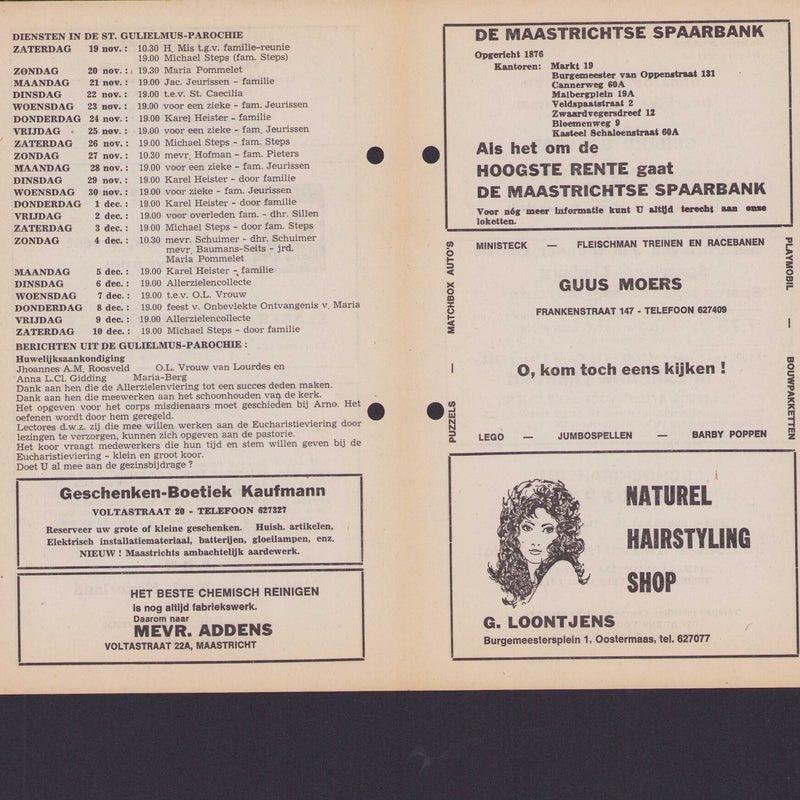 DIENSTEN IN DE ST. GULIELMUS-PAROCHIE
ZATERDAG 19 nov. : 10.30 H. Mis t.g.v. familie-reunie
19.00 Michael Steps (fam. Steps)
ZONDAG 20 nov. : 19.30 Maria Pommelet
MAANDAG 21 nov. : 19.00 Jac. Jeurissen - familie
DINSDAG 22 nov. : 19.00 t.e.v. St. Caecilia
WOENSDAG 23 nov. : 19.00 voor een zieke - fam. Jeurissen
DONDERDAG 24 nov. : 19.00 Karel Heister - familie
VRIJDAG 25 nov. : 19.00 voor een zieke - fam. Jeurissen
ZATERDAG 26 nov. : 19.00 Michael Steps - fam. Steps
ZONDAG 27 nov. : 10.30 mevr. Hofman - fam. Pieters
MAANDAG 28 nov. : 19.00 voor een zieke - fam. Jeurissen
DINSDAG 29 nov. : 19.00 Karel Heister - door familie
WOENSDAG 30 nov. : 19.00 voor zieke - fam. Jeurissen
DONDERDAG 1 dec. : 19.00 Karel Heister - door familie
VRIJDAG 2 dec. : 19.00 voor overleden fam. - dhr. Sillen
ZATERDAG 3 dec. : 19.00 Michael Steps - door fam. Steps
ZONDAG 4 dec. : 10.30 mevr. Schuimer - dhr. Schuimer
mevr. Baumans-Seits - jrd.
Maria Pommelet
MAANDAG 5 dec. : 19.00 Karel Heister - familie
DINSDAG 6 dec. : 19.00 Allerzielencollecte
WOENSDAG 7 dec. : 19.00 t.e.v. O.L. Vrouw
DONDERDAG 8 dec. : 19.00 feest v. Onbevlekte Ontvangenis v. Maria
VRIJDAG 9 dec. : 19.00 Allerzielencollecte
ZATERDAG 10 dec. : 19.00 Michael Steps - door familie
BERICHTEN UIT DE GULIELMUS-PAROCHIE :
Huwelijksaankondiging
Jhoannes A.M. Roosveld O.L. Vrouw van Lourdes en
Anna L.Cl. Gidding Maria-Berg
Dank aan hen die de Allerzielenviering tot een succes deden maken.
Dank aan hen die meewerken aan het schoonhouden van de kerk.
Het opgeven voor het corps misdienaars moet geschieden bij Arno. Het
oefenen wordt door hem geregeld.
Lectores d.w.z. zij die mee willen werken aan de Eucharistieviering door
lezingen te verzorgen, kunnen zich opgeven aan de pastorie.
Het koor vraagt medewerkers die hun tijd en stem willen geven bij de
Eucharistieviering - klein en groot koor.
Doet U al mee aan de gezinsbijdrage ?
Geschenken-Boetiek Kaufmann
VOLTASTRAAT 20 - TELEFOON 627327
Reserveer uw grote of kleine geschenken. Huish. artikelen,
Elektrisch installatiemateriaal, batterijen, gloeilampen, enz.
NIEUW ! Maastrichts ambachtelijk aardewerk.
HET BESTE CHEMISCH REINIGEN
is nog altijd fabriekswerk.
Daarom naar
MEVR. ADDENS
VOLTASTRAAT 22A, MAASTRICHT
DE MAASTRICHTSE SPAARBANK
Opgericht 1876
Kantoren: Markt 19
Burgemeester van Oppenstraat 131
Cannerweg 60A
Malbergplein 19A
Veldspaatstraat 2
Zwaardvegersdreef 12
Bloemenweg 9
Kasteel Schaloenstraat 60A
Als het om de
HOOGSTE RENTE gaat
DE MAASTRICHTSE SPAARBANK
Voor nóg meer informatie kunt U altijd terecht aan onze
loketten.
MINISTECK — FLEISCHMAN TREINEN EN RACEBANEN
PUZZELS — MATCHBOX AUTO'S
PLAYMOBIL — BOUWPAKKETTEN
GUUS MOERS
FRANKENSTRAAT 147 - TELEFOON 627409
O, kom toch eens kijken !
LEGO — JUMBOSPELLEN — BARBY POPPEN
NATUREL
HAIRSTYLING
SHOP
G. LOONTJENS
Burgemeestersplein 1, Oostermaas, tel. 627077